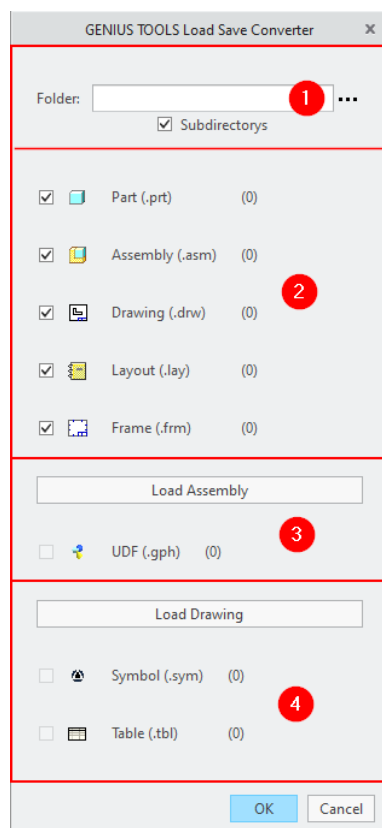 GENIUS TOOLS Load Save Converter x
Folder: 1 ...
Subdirectorys
Part (.prt) (0)
Assembly (.asm) (0)
2
Drawing (.drw) (0)
Layout (.lay) (0)
Frame (.frm) (0)
Load Assembly
3
UDF (.gph) (0)
Load Drawing
Symbol (.sym) (0)
4
Table (.tbl) (0)
OK Cancel